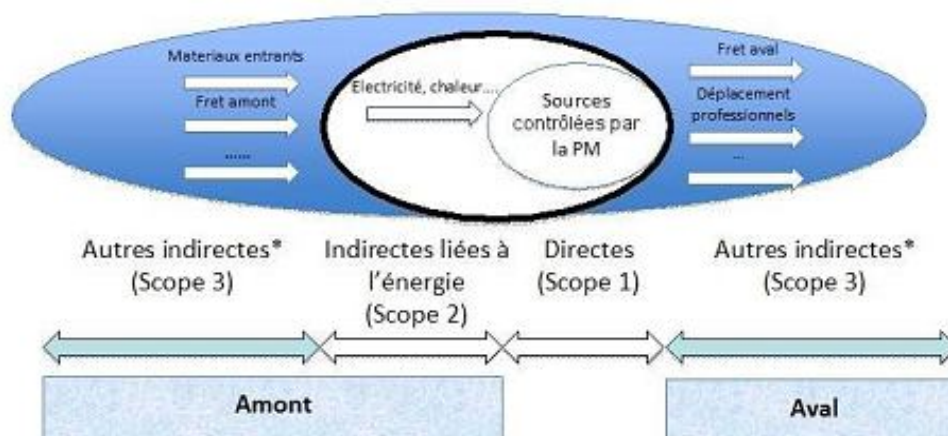 Materiaux entrants
Fret amont
......
Electricité, chaleur....
Sources
contrôlées par
la PM
Fret aval
Déplacement
professionnels
...
Autres indirectes*
(Scope 3)
Indirectes liées à
l'énergie
(Scope 2)
Directes
(Scope 1)
Autres indirectes*
(Scope 3)
Amont
Aval